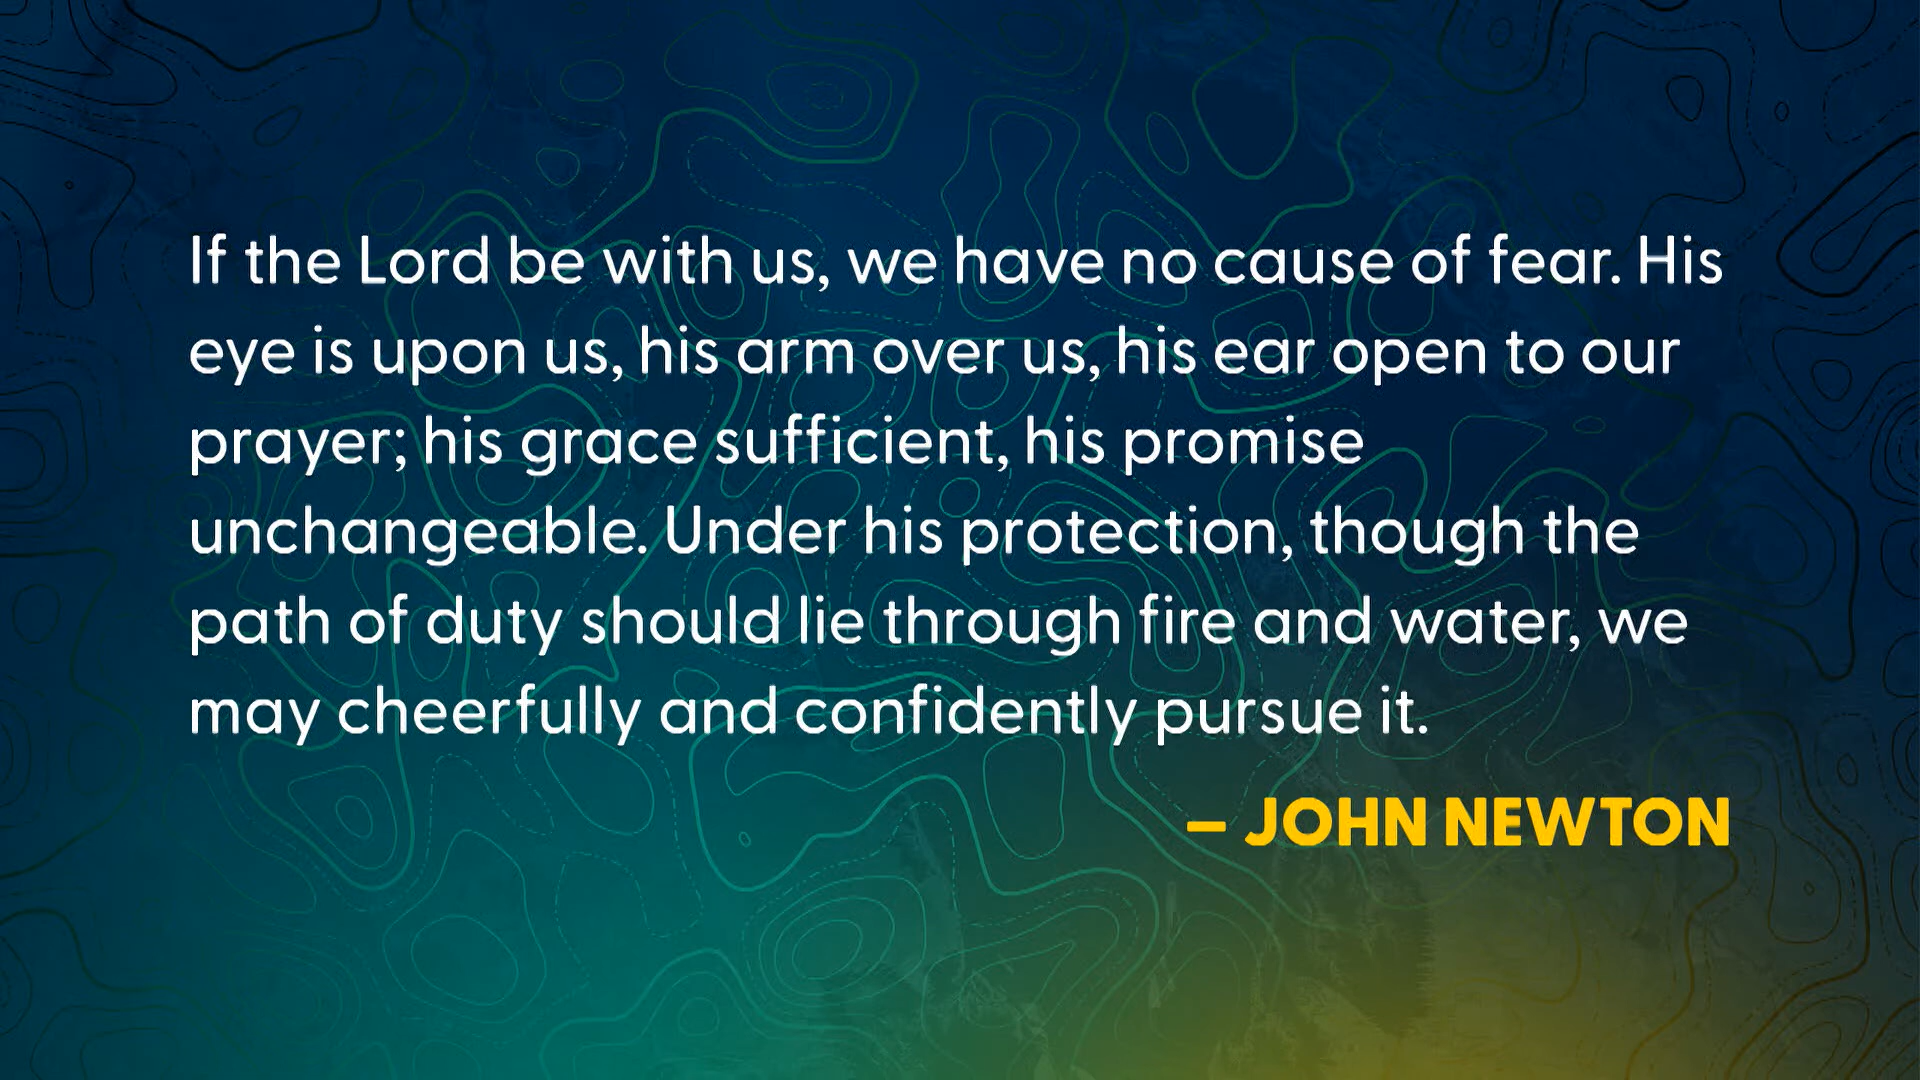 If the Lord be with us, we have no cause of fear. His
eye is upon us, his arm over us, his ear open to our
prayer; his grace sufficient, his promise
unchangeable. Under his protection, though the
path of duty should lie through fire and water, we
may cheerfully and confidently pursue it.
– JOHN NEWTON